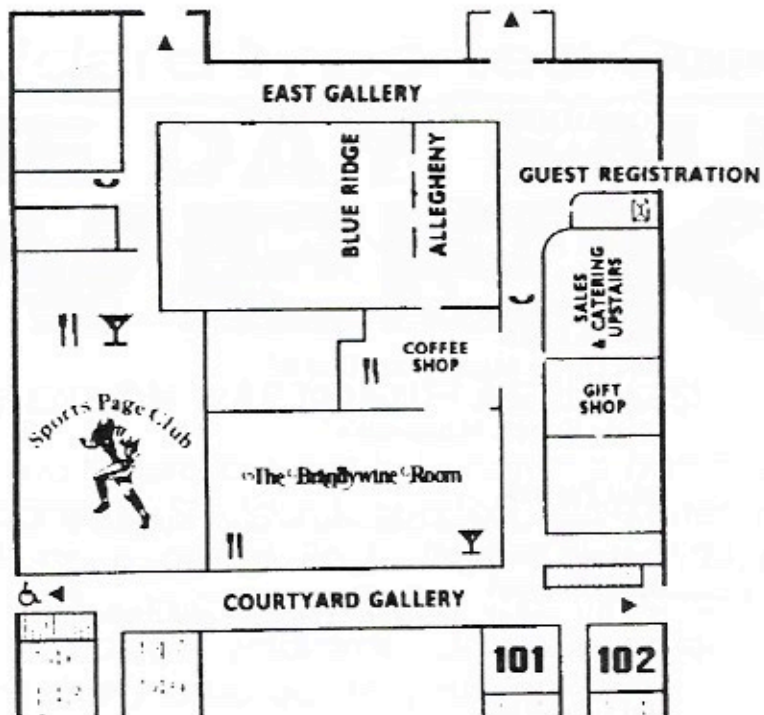 EAST GALLERY
BLUE RIDGE
ALLEGHENY
GUEST REGISTRATION
SALES
& CATERING
UPSTAIRS
COFFEE
SHOP
GIFT
SHOP
Sports Page Club
The Brandywine Room
COURTYARD GALLERY
101
102